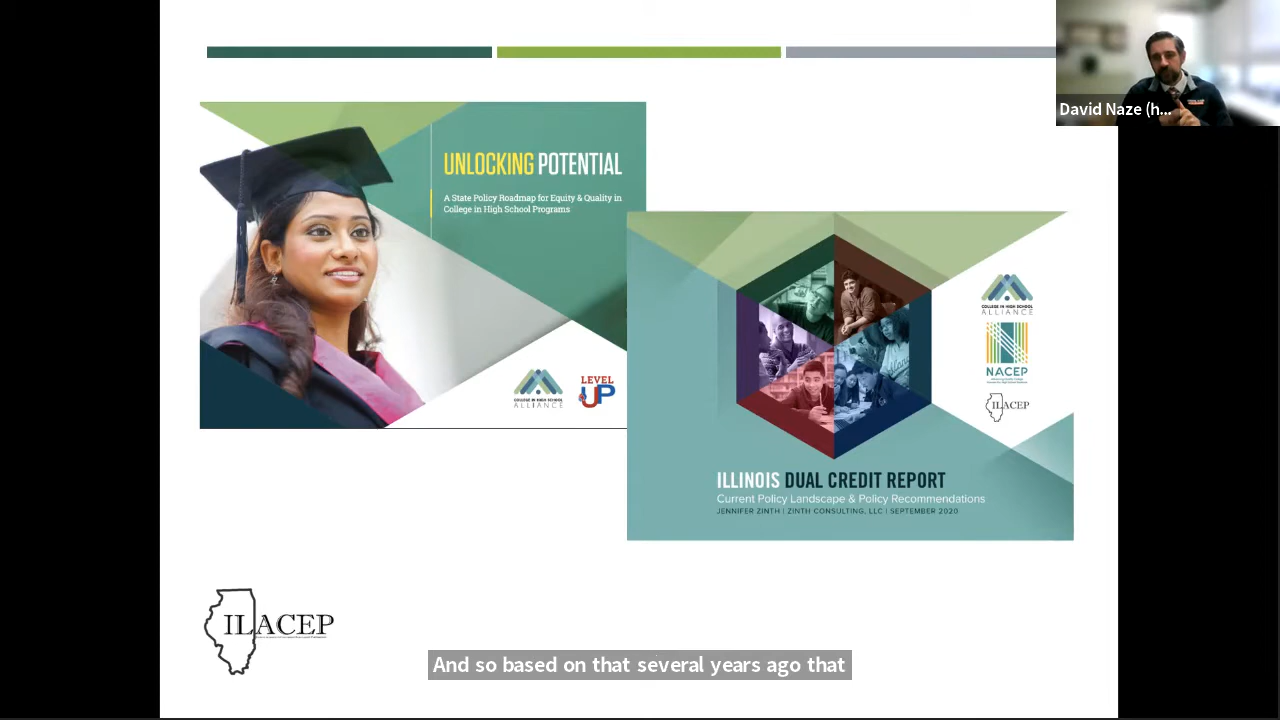 David Naze (h...
UNLOCKING POTENTIAL
A State Policy Roadmap for Equity & Quality in
College in High School Programs
COLLEGE IN HIGH SCHOOL
ALLIANCE
LEVEL
UP
COLLEGE IN HIGH SCHOOL
ALLIANCE
NACEP
ILACEP
ILLINOIS DUAL CREDIT REPORT
Current Policy Landscape & Policy Recommendations
JENNIFER ZINTH | ZINTH CONSULTING, LLC | SEPTEMBER 2020
ILACEP
And so based on that several years ago that